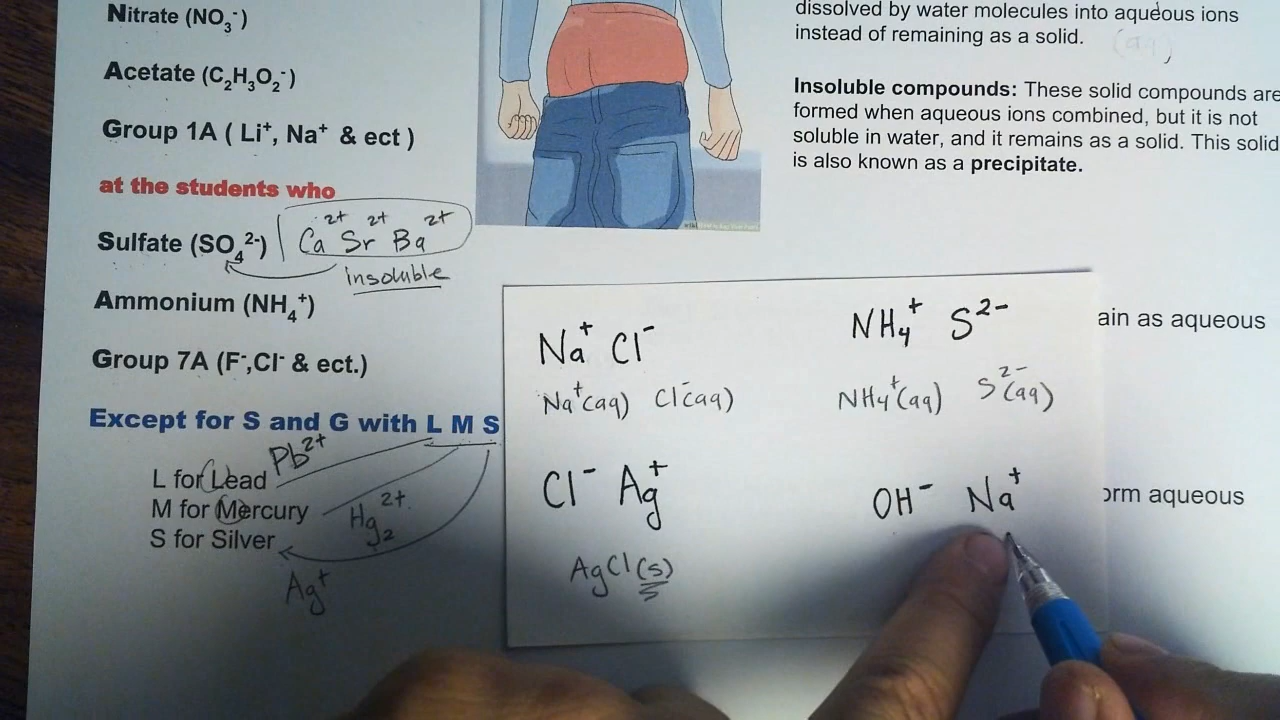 Nitrate (NO₃⁻)
Acetate (C₂H₃O₂⁻)
Group 1A ( Li⁺, Na⁺ & ect )
at the students who
Sulfate (SO₄²⁻) Ca²⁺ Sr²⁺ Ba²⁺
insoluble
Ammonium (NH₄⁺)
Group 7A (F⁻,Cl⁻ & ect.)
Except for S and G with L M S
Pb²⁺
L for Lead
M for Mercury
Hg₂²⁺
S for Silver
Ag⁺
dissolved by water molecules into aqueous ions
instead of remaining as a solid.
(aq)
Insoluble compounds: These solid compounds are
formed when aqueous ions combined, but it is not
soluble in water, and it remains as a solid. This solid
is also known as a precipitate.
Na⁺ Cl⁻
Na⁺(aq) Cl⁻(aq)
NH₄⁺ S²⁻
NH₄⁺(aq) S²⁻(aq)
Cl⁻ Ag⁺
AgCl(s)
OH⁻ Na⁺
ain as aqueous
orm aqueous